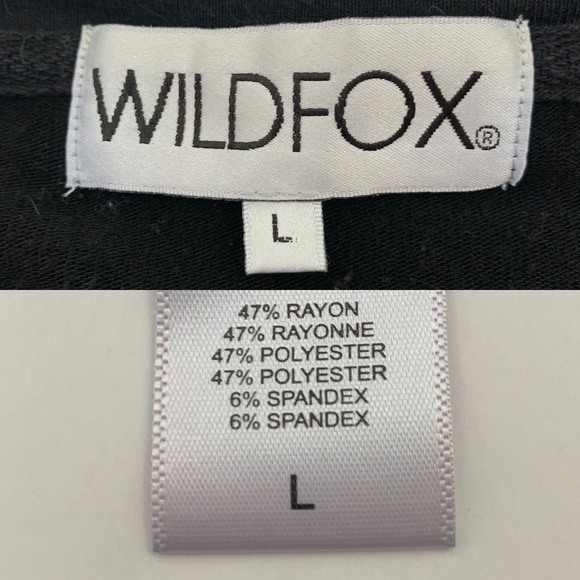 WILDFOX®
L
47% RAYON
47% RAYONNE
47% POLYESTER
47% POLYESTER
6% SPANDEX
6% SPANDEX
L